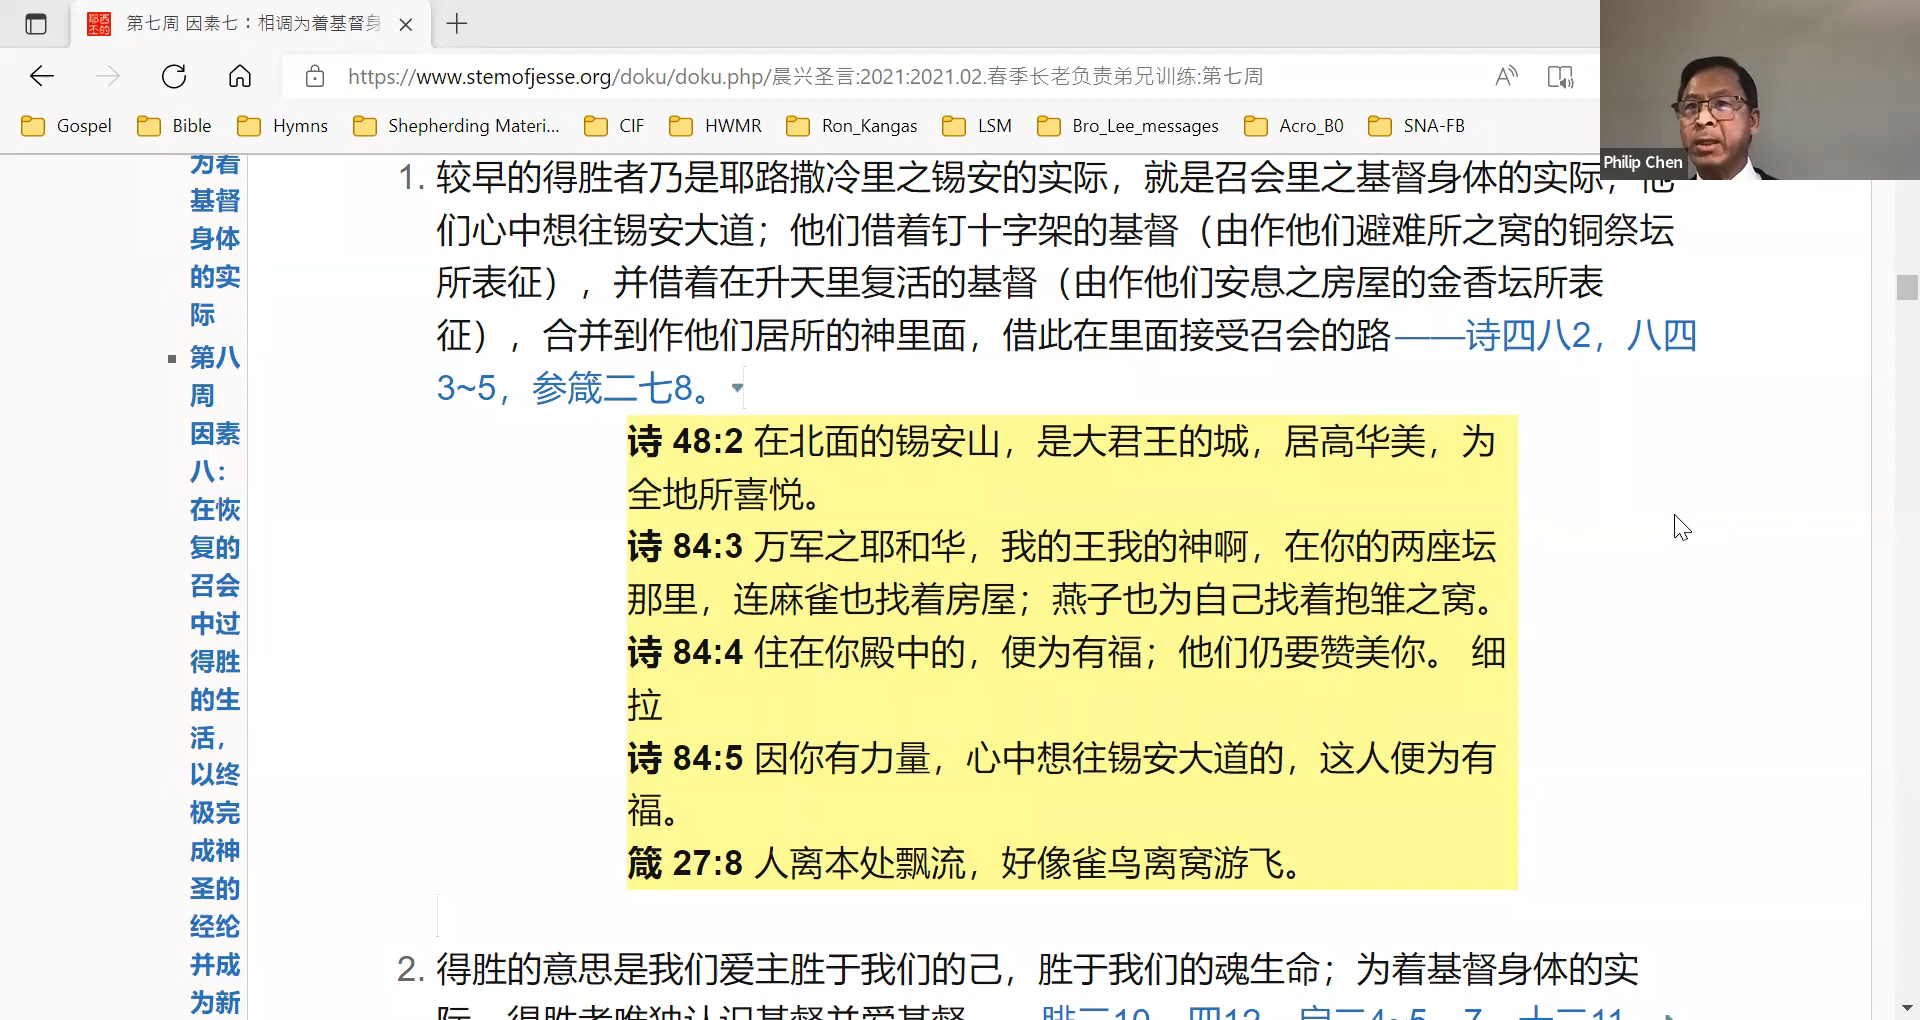 第七周 因素七：相调为着基督身
https://www.stemofjesse.org/doku/doku.php/晨兴圣言:2021:2021.02.春季长老负责弟兄训练:第七周
Gospel Bible Hymns Shepherding Materi... CIF HWMR Ron_Kangas LSM Bro_Lee_messages Acro_B0 SNA-FB
Philip Chen
为着
基督
身体
的实
际
第八
周
因素
八：
在恢
复的
召会
中过
得胜
的生
活，
以终
极完
成神
圣的
经纶
并成
为新
1. 较早的得胜者乃是耶路撒冷里之锡安的实际，就是召会里之基督身体的实际；他
们心中想往锡安大道；他们借着钉十字架的基督（由作他们避难所之窝的铜祭坛
所表征），并借着在升天里复活的基督（由作他们安息之房屋的金香坛所表
征），合并到作他们居所的神里面，借此在里面接受召会的路——诗四八2，八四
3~5，参箴二七8。
诗 48:2 在北面的锡安山，是大君王的城，居高华美，为
全地所喜悦。
诗 84:3 万军之耶和华，我的王我的神啊，在你的两座坛
那里，连麻雀也找着房屋；燕子也为自己找着抱雏之窝。
诗 84:4 住在你殿中的，便为有福；他们仍要赞美你。 细
拉
诗 84:5 因你有力量，心中想往锡安大道的，这人便为有
福。
箴 27:8 人离本处飘流，好像雀鸟离窝游飞。
2. 得胜的意思是我们爱主胜于我们的己，胜于我们的魂生命；为着基督身体的实
际，得胜者唯独认识基督并爱基督